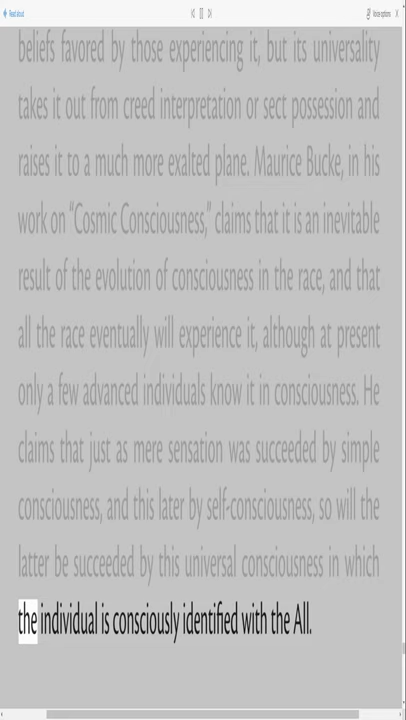 Read aloud
Voice options
beliefs favored by those experiencing it, but its universality
takes it out from creed interpretation or sect possession and
raises it to a much more exalted plane. Maurice Bucke, in his
work on “Cosmic Consciousness,” claims that it is an inevitable
result of the evolution of consciousness in the race, and that
all the race eventually will experience it, although at present
only a few advanced individuals know it in consciousness. He
claims that just as mere sensation was succeeded by simple
consciousness, and this later by self-consciousness, so will the
latter be succeeded by this universal consciousness in which
the individual is consciously identified with the All.